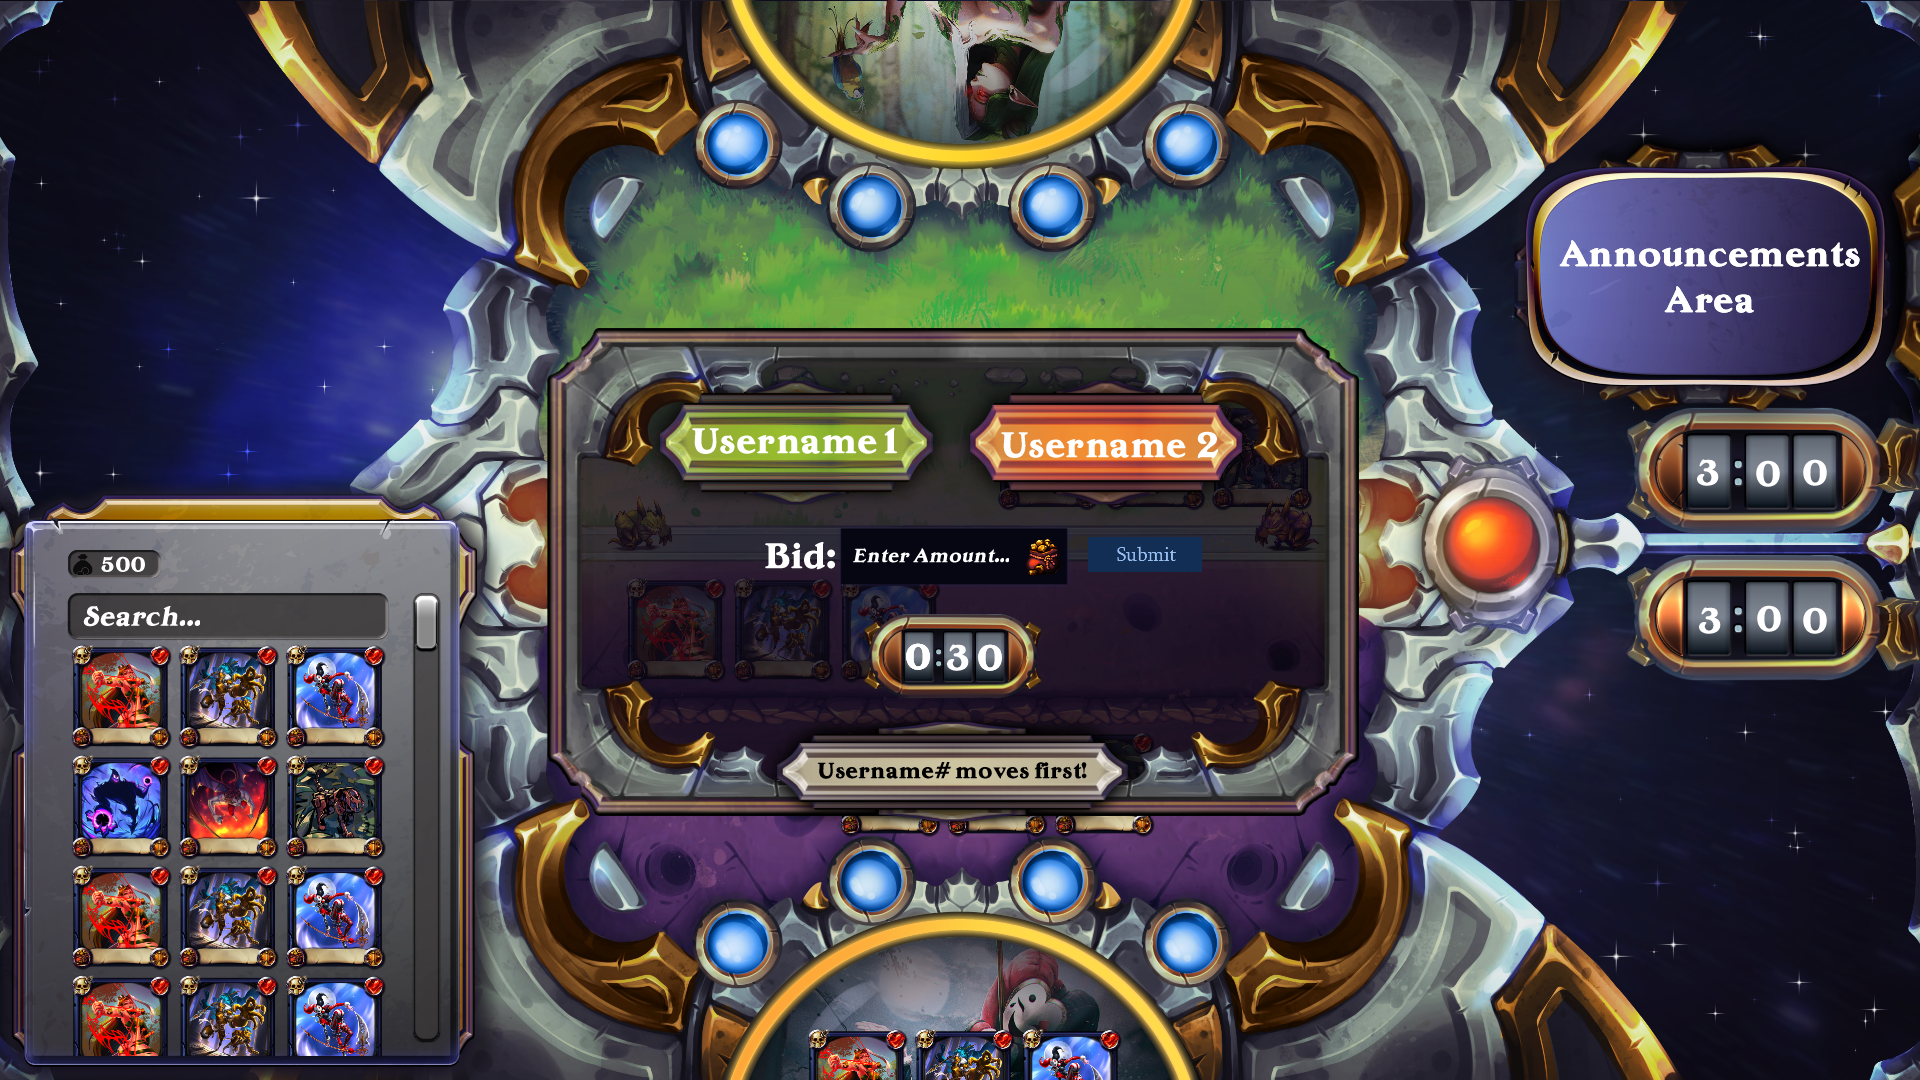 Announcements
Area
Username 1
Username 2
3:00
Bid:
Enter Amount...
Submit
500
Search...
3:00
0:30
Username# moves first!